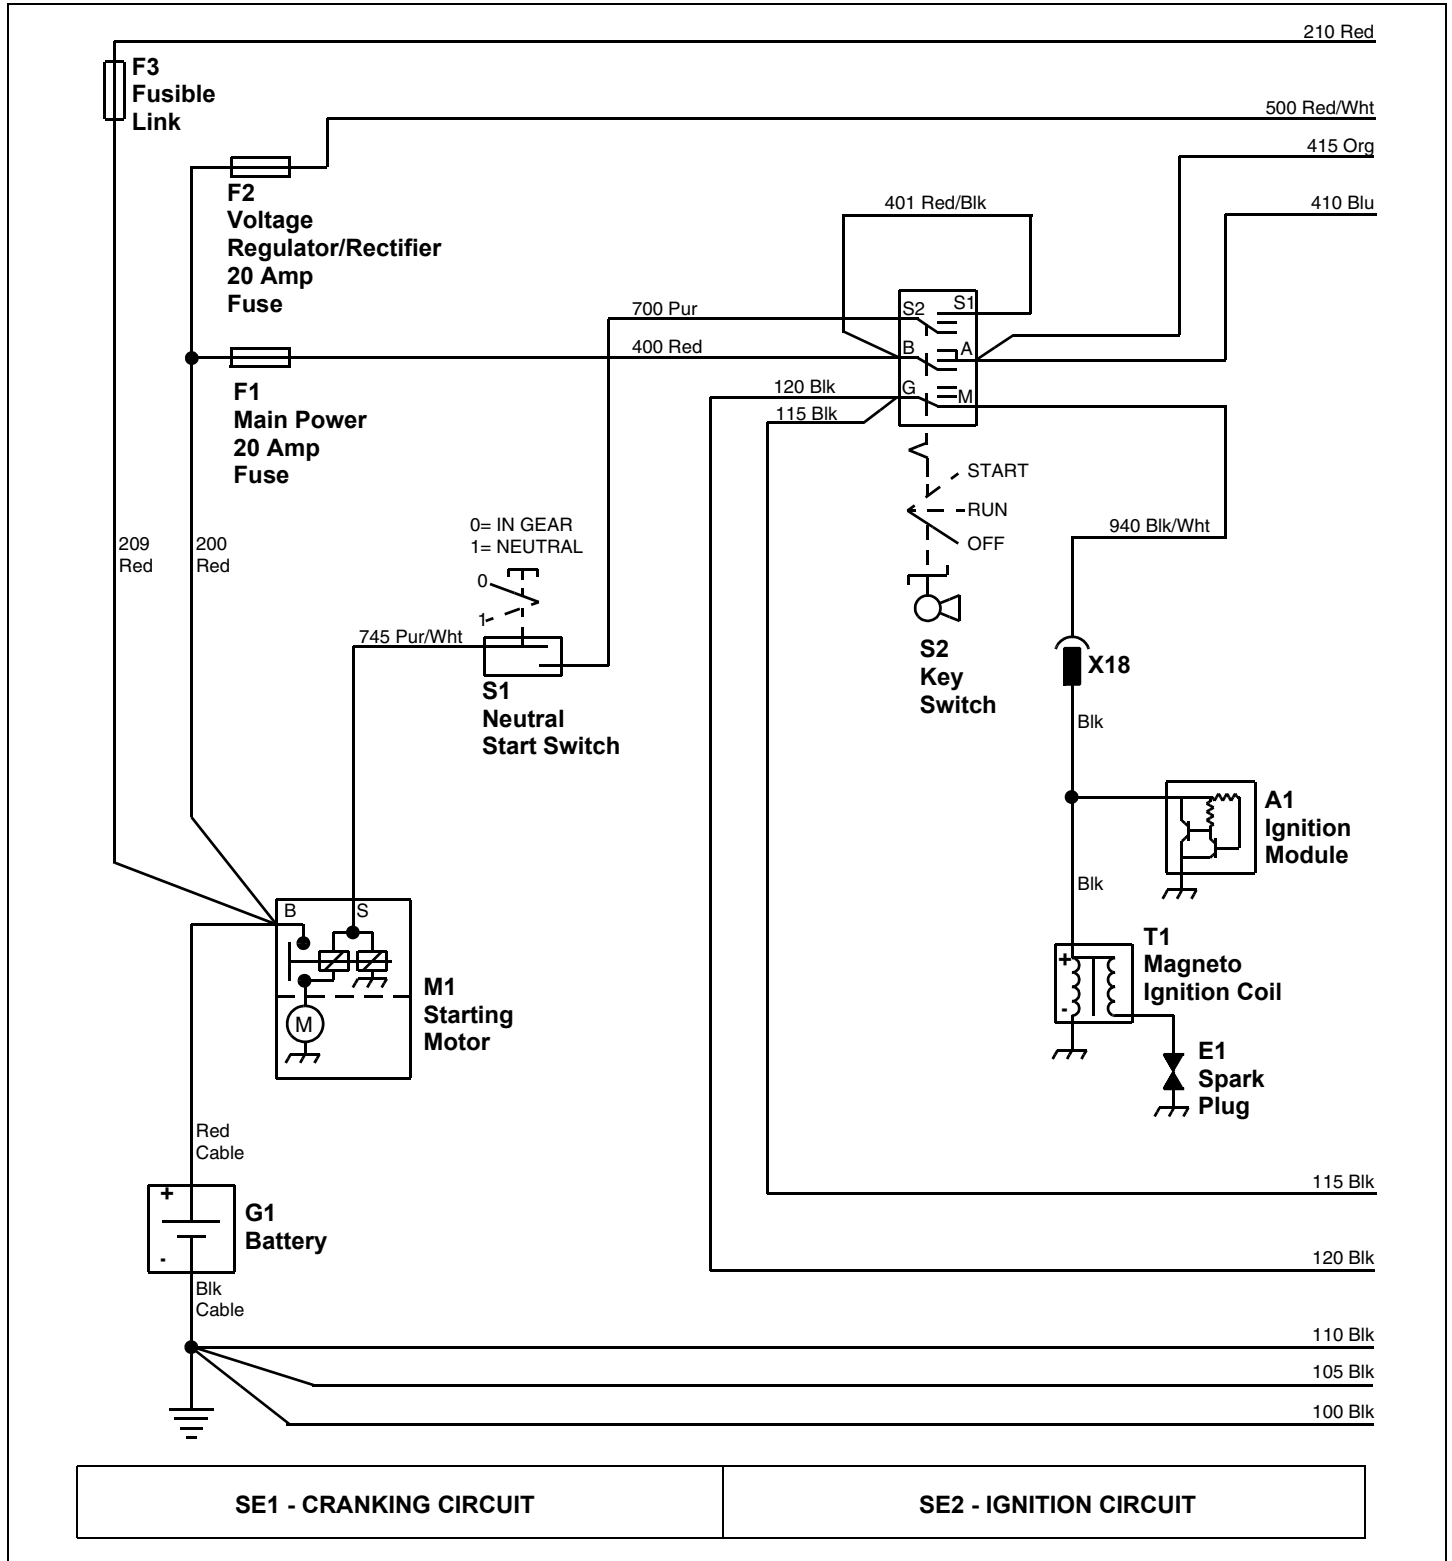 210 Red
F3
Fusible
Link
500 Red/Wht
415 Org
F2
Voltage
Regulator/Rectifier
20 Amp
Fuse
401 Red/Blk
410 Blu
700 Pur
S2
S1
400 Red
B
A
F1
Main Power
20 Amp
Fuse
120 Blk
G
M
115 Blk
START
RUN
OFF
0= IN GEAR
1= NEUTRAL
0
1
940 Blk/Wht
209
Red
200
Red
745 Pur/Wht
S1
Neutral
Start Switch
S2
Key
Switch
X18
Blk
A1
Ignition
Module
Blk
B
S
M
M1
Starting
Motor
+
-
T1
Magneto
Ignition Coil
E1
Spark
Plug
Red
Cable
115 Blk
+
-
G1
Battery
120 Blk
Blk
Cable
110 Blk
105 Blk
100 Blk
SE1 - CRANKING CIRCUIT
SE2 - IGNITION CIRCUIT